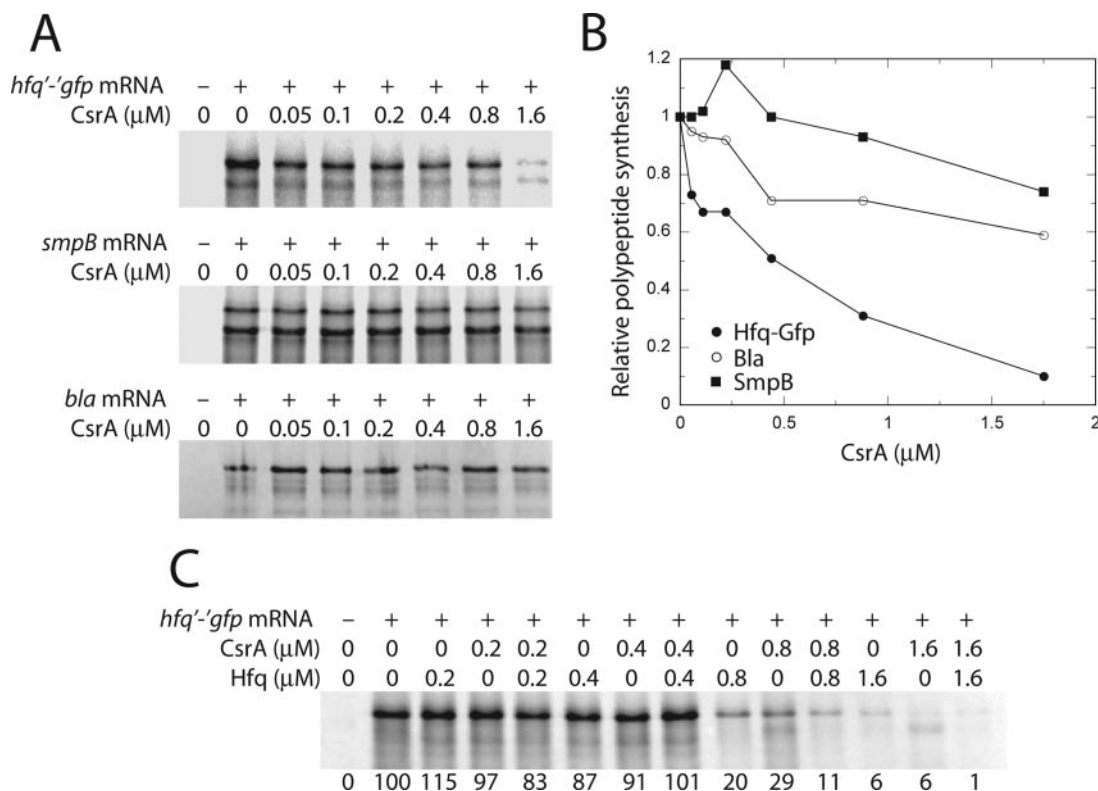 A
hfq'-'gfp mRNA – + + + + + + +
CsrA (μM) 0 0 0.05 0.1 0.2 0.4 0.8 1.6
smpB mRNA – + + + + + + +
CsrA (μM) 0 0 0.05 0.1 0.2 0.4 0.8 1.6
bla mRNA – + + + + + + +
CsrA (μM) 0 0 0.05 0.1 0.2 0.4 0.8 1.6
B
Relative polypeptide synthesis
1.2
1
0.8
0.6
0.4
0.2
0
Hfq-Gfp
Bla
SmpB
0 0.5 1 1.5 2
CsrA (μM)
C
hfq'-'gfp mRNA – + + + + + + + + + + + + +
CsrA (μM) 0 0 0 0.2 0.2 0 0.4 0.4 0 0.8 0.8 0 1.6 1.6
Hfq (μM) 0 0 0.2 0 0.2 0.4 0 0.4 0.8 0 0.8 1.6 0 1.6
0 100 115 97 83 87 91 101 20 29 11 6 6 1